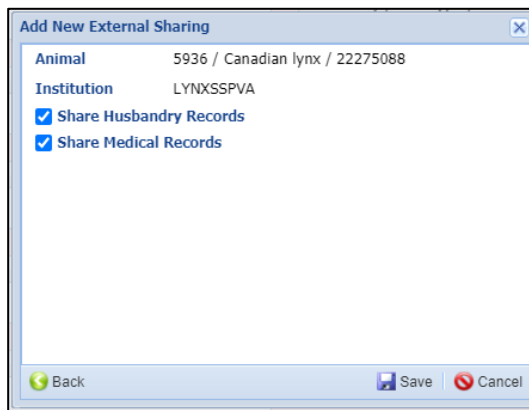 Add New External Sharing
Animal 5936 / Canadian lynx / 22275088
Institution LYNXSSPVA
Share Husbandry Records
Share Medical Records
Back Save Cancel